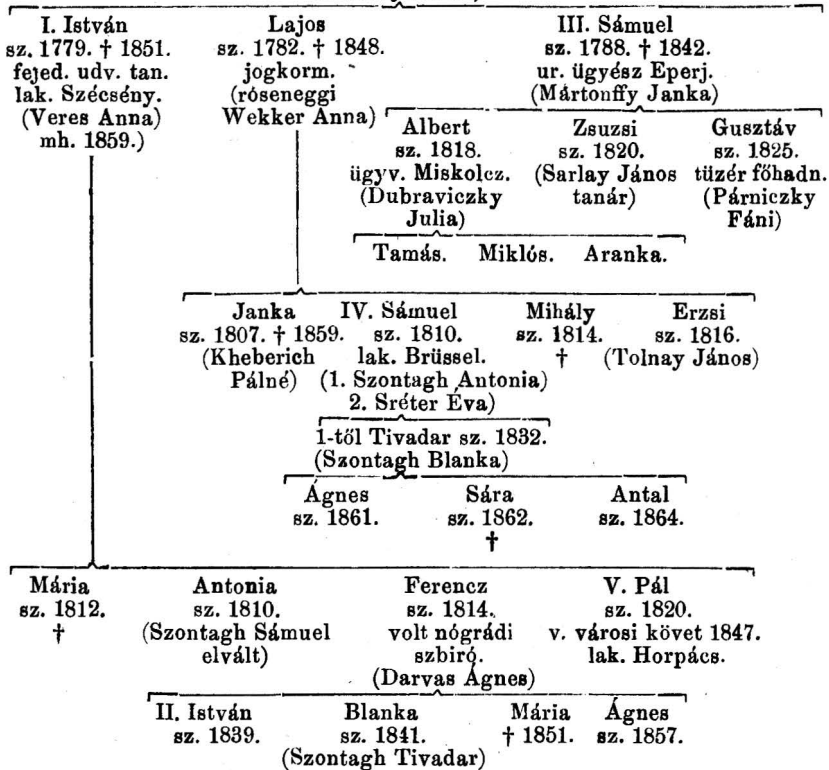 I. István Lajos III. Sámuel
sz. 1779. † 1851. sz. 1782. † 1848. sz. 1788. † 1842.
fejed. udv. tan. jogkorm. ur. ügyész Eperj.
lak. Szécsény. (róseneggi (Mártonffy Janka)
(Veres Anna) Wekker Anna)
mh. 1859.)
Albert Zsuzsi Gusztáv
sz. 1818. sz. 1820. sz. 1825.
ügyv. Miskolcz. (Sarlay János tüzér főhadn.
(Dubraviczky tanár) (Párniczky
Julia) Fáni)
Tamás. Miklós. Aranka.
Janka IV. Sámuel Mihály Erzsi
sz. 1807. † 1859. sz. 1810. sz. 1814. sz. 1816.
(Kheberich lak. Brüssel. † (Tolnay János)
Pálné) (1. Szontagh Antonia)
2. Sréter Éva)
1-től Tivadar sz. 1832.
(Szontagh Blanka)
Ágnes Sára Antal
sz. 1861. sz. 1862. sz. 1864.
†
Mária Antonia Ferencz V. Pál
sz. 1812. sz. 1810. sz. 1814. sz. 1820.
† (Szontagh Sámuel volt nógrádi v. városi követ 1847.
elvált) szbiró. lak. Horpács.
(Darvas Ágnes)
II. István Blanka Mária Ágnes
sz. 1839. sz. 1841. † 1851. sz. 1857.
(Szontagh Tivadar)